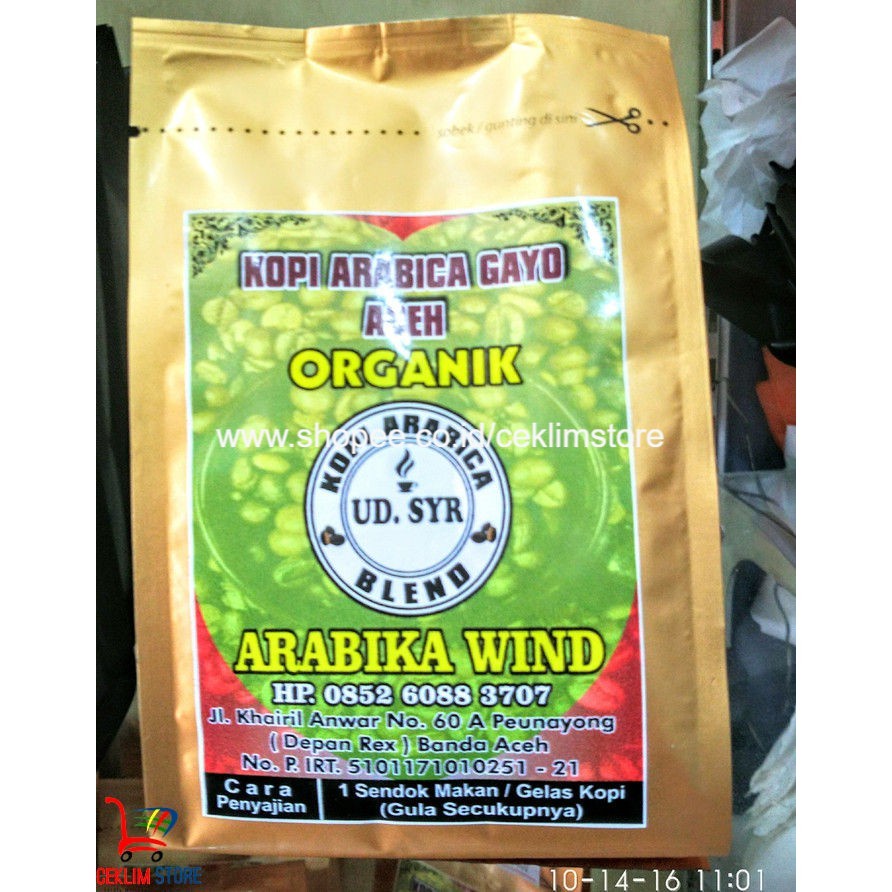 sobek / gunting di sini
KOPI ARABICA GAYO
ACEH
ORGANIK
www.shopee.co.id/ceklimstore
KOPI ARABICA
UD. SYR
BLEND
ARABIKA WIND
HP. 0852 6088 3707
Jl. Khairil Anwar No. 60 A Peunayong
( Depan Rex ) Banda Aceh
No. P. IRT. 5101171010251 - 21
Cara Penyajian
1 Sendok Makan / Gelas Kopi
(Gula Secukupnya)
CEKLIM STORE
10-14-16 11:01